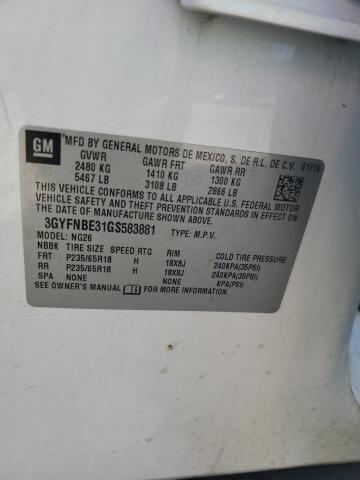 GM
MFD BY GENERAL MOTORS DE MEXICO, S. DE R.L. DE C.V. 01/16
GVWR GAWR FRT GAWR RR
2480 KG 1410 KG 1300 KG
5467 LB 3108 LB 2866 LB
THIS VEHICLE CONFORMS TO ALL APPLICABLE U.S. FEDERAL MOTOR
VEHICLE SAFETY AND THEFT PREVENTION STANDARDS IN EFFECT ON
THE DATE OF MANUFACTURE SHOWN ABOVE.
3GYFNBE31GS583881 TYPE: M.P.V.
MODEL: NG26
NBBK TIRE SIZE SPEED RTG RIM COLD TIRE PRESSURE
FRT P235/65R18 H 18X8J 240KPA(35PSI)
RR P235/65R18 H 18X8J 240KPA(35PSI)
SPA NONE NONE KPA(PSI)
SEE OWNER'S MANUAL FOR MORE INFORMATION.